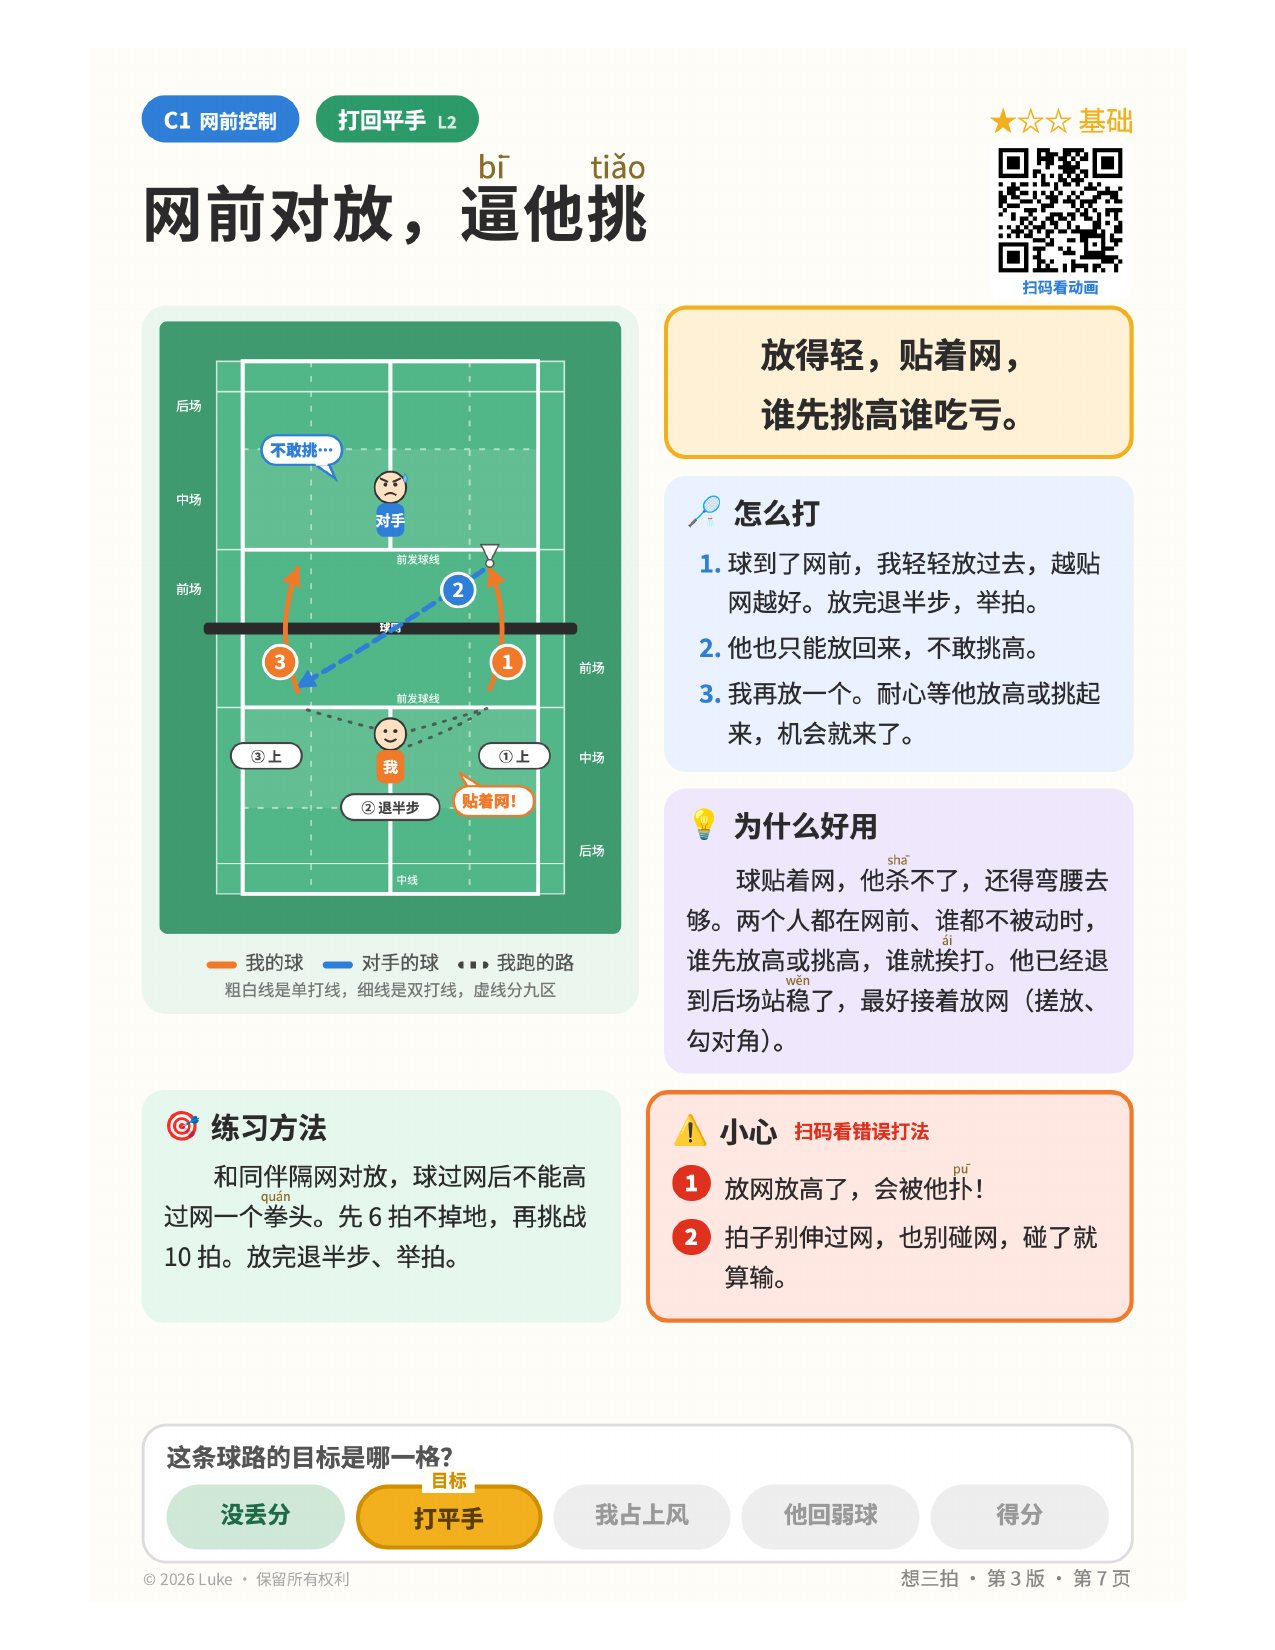 C1 网前控制
打回平手 L2
★☆☆ 基础
bī tiǎo
网前对放，逼他挑
扫码看动画
后场
中场
前场
不敢挑…
对手
前发球线
2
球网
3
1
前场
前发球线
我
③ 上
① 上
中场
② 退半步
贴着网！
后场
中线
我的球 对手的球 我跑的路
粗白线是单打线，细线是双打线，虚线分九区
放得轻，贴着网，
谁先挑高谁吃亏。
怎么打
1. 球到了网前，我轻轻放过去，越贴
网越好。放完退半步，举拍。
2. 他也只能放回来，不敢挑高。
3. 我再放一个。耐心等他放高或挑起
来，机会就来了。
为什么好用
shā
球贴着网，他杀不了，还得弯腰去
够。两个人都在网前、谁都不被动时，
ái
谁先放高或挑高，谁就挨打。他已经退
wěn
到后场站稳了，最好接着放网（搓放、
勾对角）。
练习方法
和同伴隔网对放，球过网后不能高
quán
过网一个拳头。先 6 拍不掉地，再挑战
10 拍。放完退半步、举拍。
小心 扫码看错误打法
pū
1 放网放高了，会被他扑！
2 拍子别伸过网，也别碰网，碰了就
算输。
这条球路的目标是哪一格？
目标
没丢分 打平手 我占上风 他回弱球 得分
© 2026 Luke · 保留所有权利
想三拍 · 第 3 版 · 第 7 页